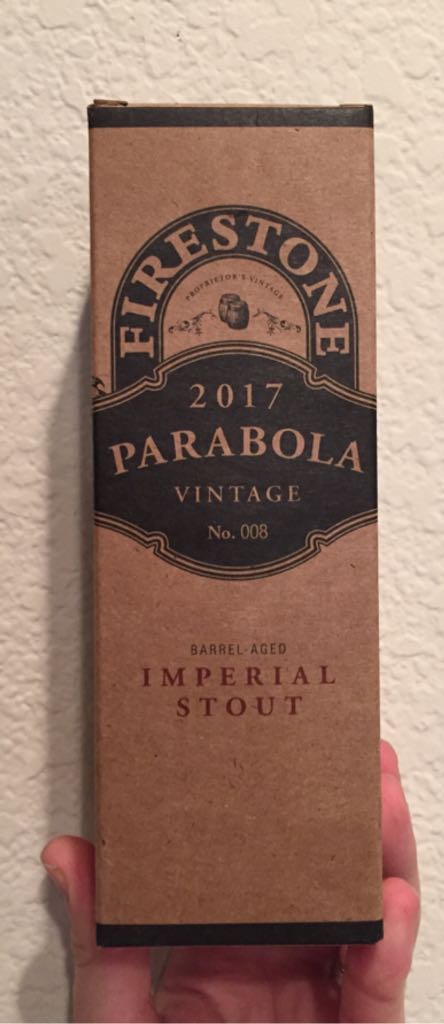 FIRESTONE
PROPRIETOR'S VINTAGE
2017
PARABOLA
VINTAGE
No. 008
BARREL-AGED
IMPERIAL
STOUT